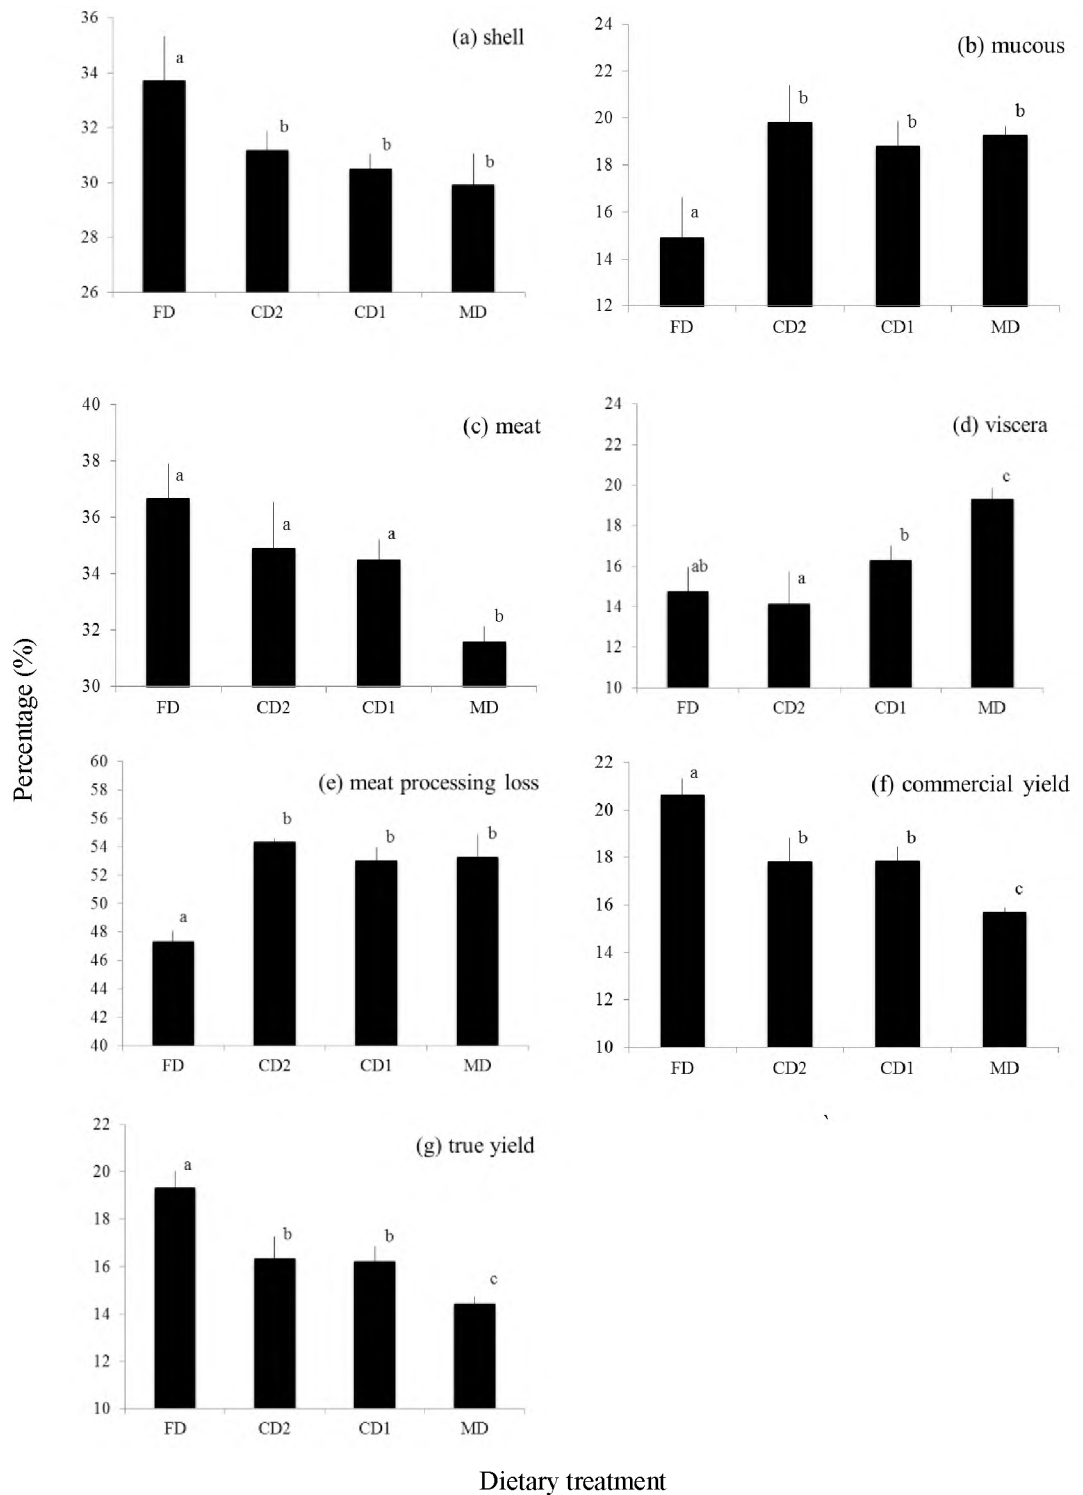 (a) shell
36
34
32
30
28
26
a
b
b
b
FD
CD2
CD1
MD
(b) mucous
24
22
20
18
16
14
12
a
b
b
b
FD
CD2
CD1
MD
(c) meat
40
38
36
34
32
30
a
a
a
b
FD
CD2
CD1
MD
(d) viscera
24
22
20
18
16
14
12
10
ab
a
b
c
FD
CD2
CD1
MD
Percentage (%)
(e) meat processing loss
60
58
56
54
52
50
48
46
44
42
40
a
b
b
b
FD
CD2
CD1
MD
(f) commercial yield
22
20
18
16
14
12
10
a
b
b
c
FD
CD2
CD1
MD
`
(g) true yield
22
20
18
16
14
12
10
a
b
b
c
FD
CD2
CD1
MD
Dietary treatment